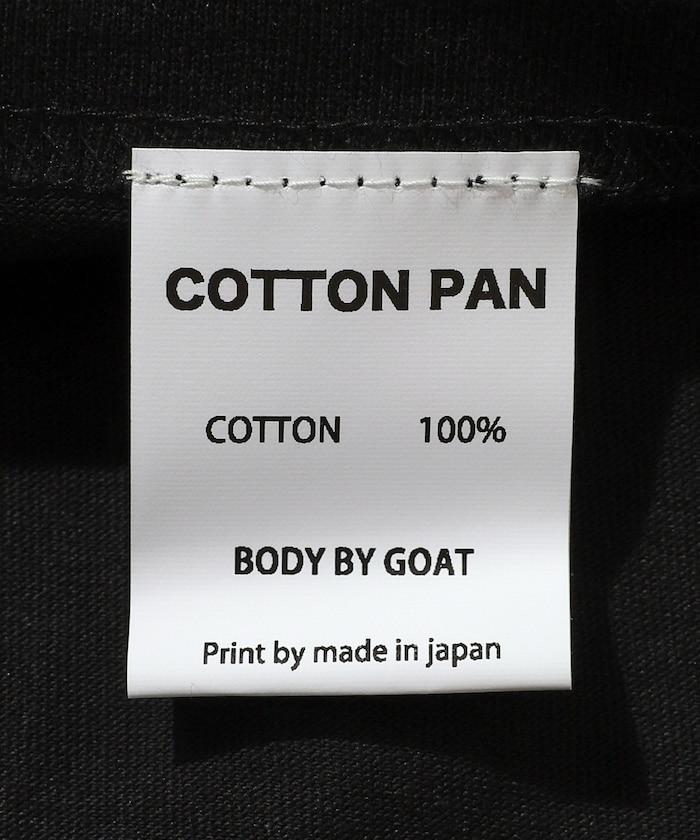 COTTON PAN
COTTON 100%
BODY BY GOAT
Print by made in japan